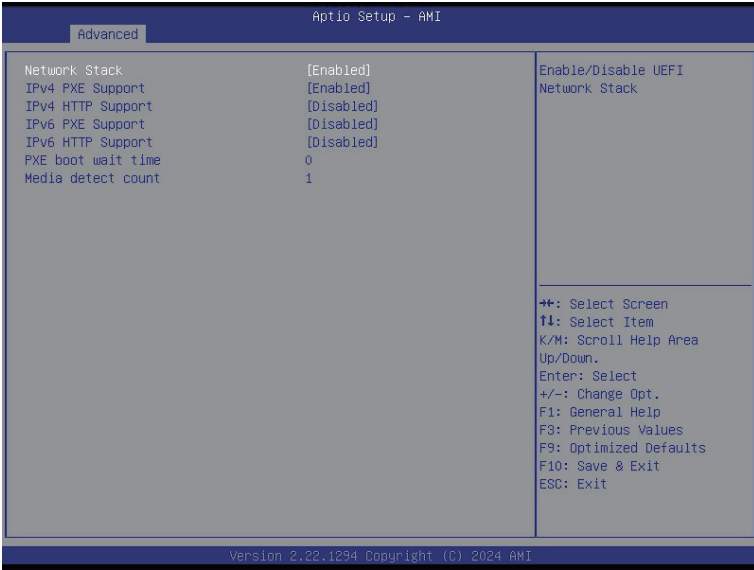 Aptio Setup – AMI
Advanced
Network Stack [Enabled]
IPv4 PXE Support [Enabled]
IPv4 HTTP Support [Disabled]
IPv6 PXE Support [Disabled]
IPv6 HTTP Support [Disabled]
PXE boot wait time 0
Media detect count 1
Enable/Disable UEFI
Network Stack
→←: Select Screen
↑↓: Select Item
K/M: Scroll Help Area
Up/Down.
Enter: Select
+/-: Change Opt.
F1: General Help
F3: Previous Values
F9: Optimized Defaults
F10: Save & Exit
ESC: Exit
Version 2.22.1294 Copyright (C) 2024 AMI